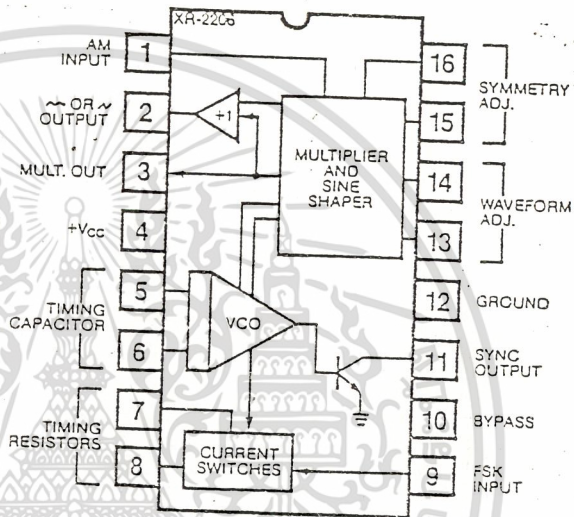 XR-2206
AM
INPUT
1
~ OR ~
OUTPUT
2
MULT. OUT
3
+Vcc
4
TIMING
CAPACITOR
5
6
TIMING
RESISTORS
7
8
+1
MULTIPLIER
AND
SINE
SHAPER
VCO
CURRENT
SWITCHES
16
SYMMETRY
ADJ.
15
14
WAVEFORM
ADJ.
13
12
GROUND
11
SYNC
OUTPUT
10
BYPASS
9
FSK
INPUT